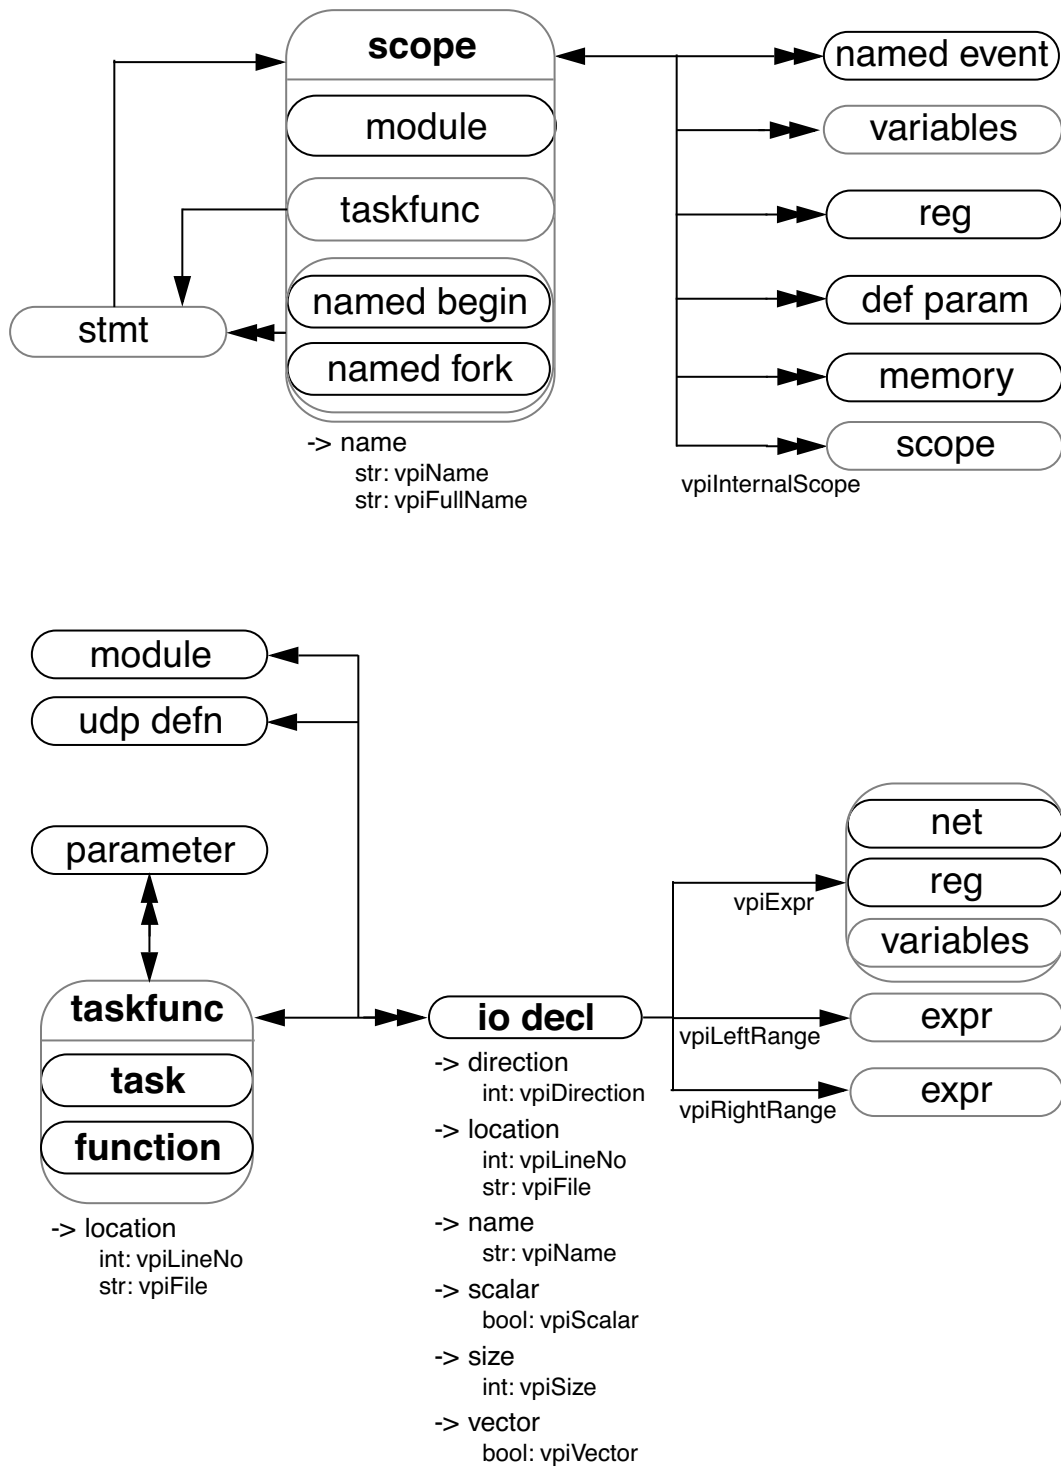 scope
named event
module
variables
taskfunc
reg
named begin
def param
stmt
named fork
memory
-> name
str: vpiName
str: vpiFullName
scope
vpiInternalScope
module
udp defn
parameter
net
vpiExpr
reg
variables
taskfunc
io decl
expr
vpiLeftRange
task
-> direction
int: vpiDirection
expr
vpiRightRange
function
-> location
int: vpiLineNo
str: vpiFile
-> location
int: vpiLineNo
str: vpiFile
-> name
str: vpiName
-> scalar
bool: vpiScalar
-> size
int: vpiSize
-> vector
bool: vpiVector